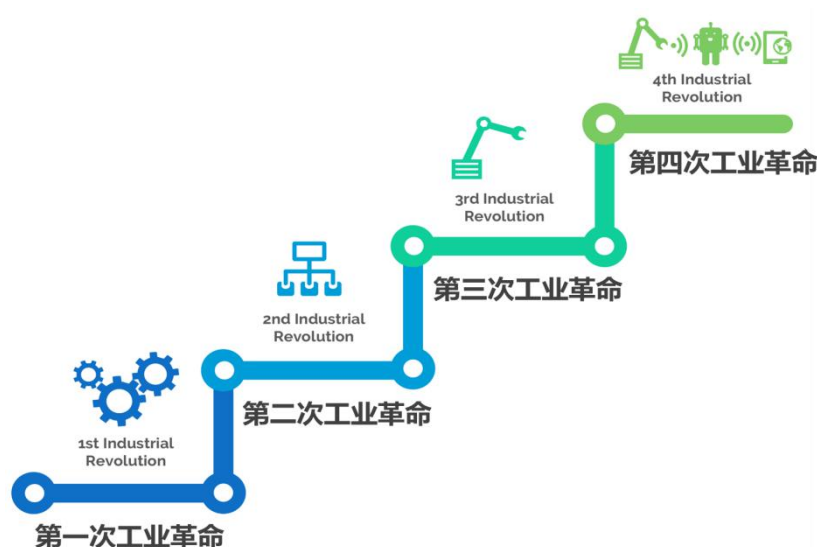 4th Industrial
Revolution
第四次工业革命
3rd Industrial
Revolution
第三次工业革命
2nd Industrial
Revolution
第二次工业革命
1st Industrial
Revolution
第一次工业革命